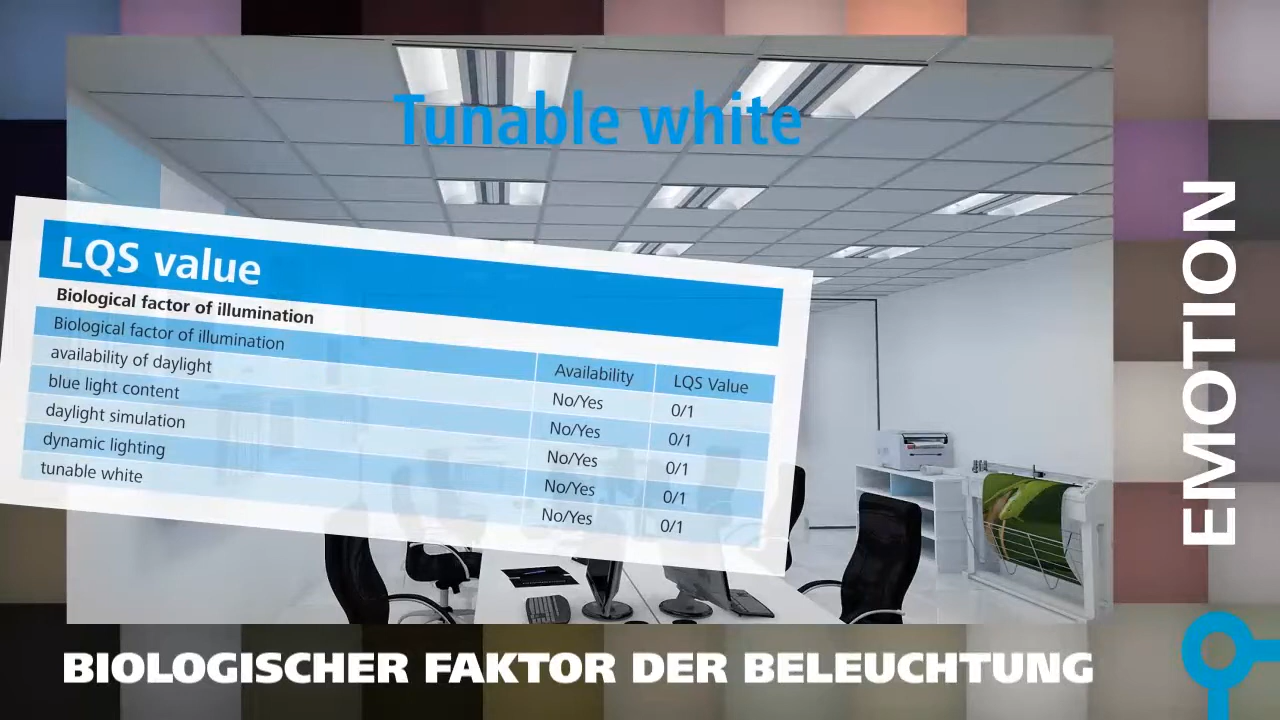 Tunable white
LQS value
Biological factor of illumination
Biological factor of illumination Availability LQS Value
availability of daylight No/Yes 0/1
blue light content No/Yes 0/1
daylight simulation No/Yes 0/1
dynamic lighting No/Yes 0/1
tunable white No/Yes 0/1
EMOTION
BIOLOGISCHER FAKTOR DER BELEUCHTUNG